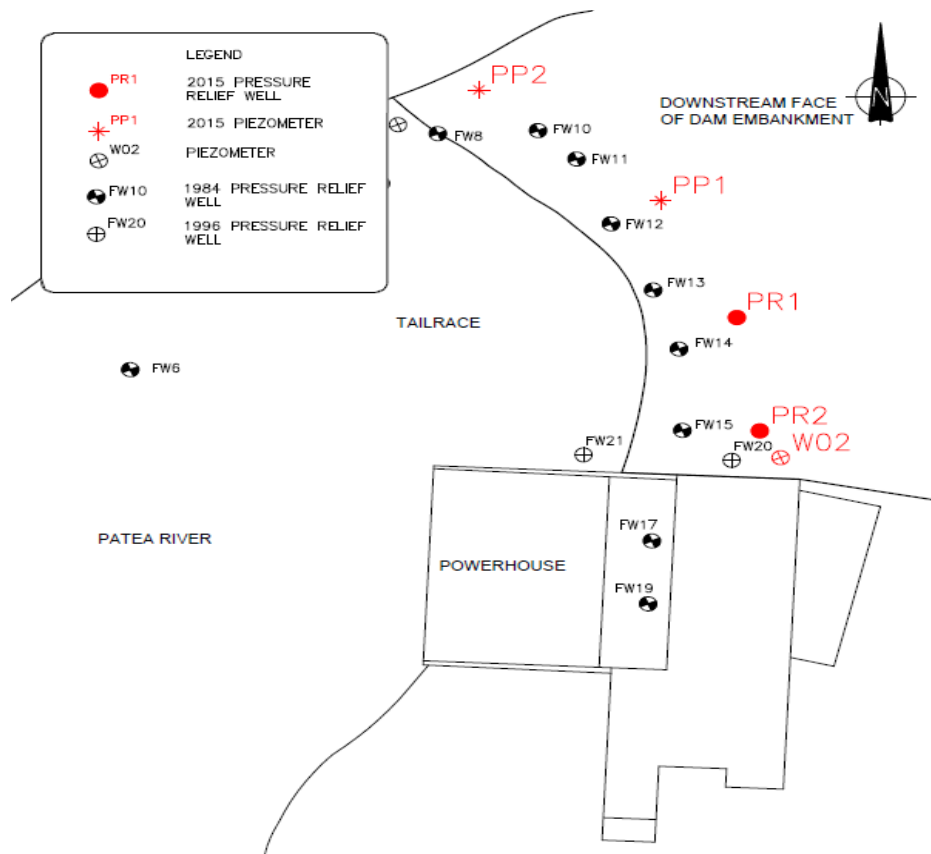 LEGEND
PR1
2015 PRESSURE
RELIEF WELL
PP1
2015 PIEZOMETER
W02
PIEZOMETER
FW10
1984 PRESSURE RELIEF
WELL
FW20
1996 PRESSURE RELIEF
WELL
PP2
N
DOWNSTREAM FACE
OF DAM EMBANKMENT
FW8
FW10
FW11
PP1
FW12
FW13
PR1
TAILRACE
FW14
FW6
PR2
FW15
W02
FW21
FW20
FW17
PATEA RIVER
POWERHOUSE
FW19